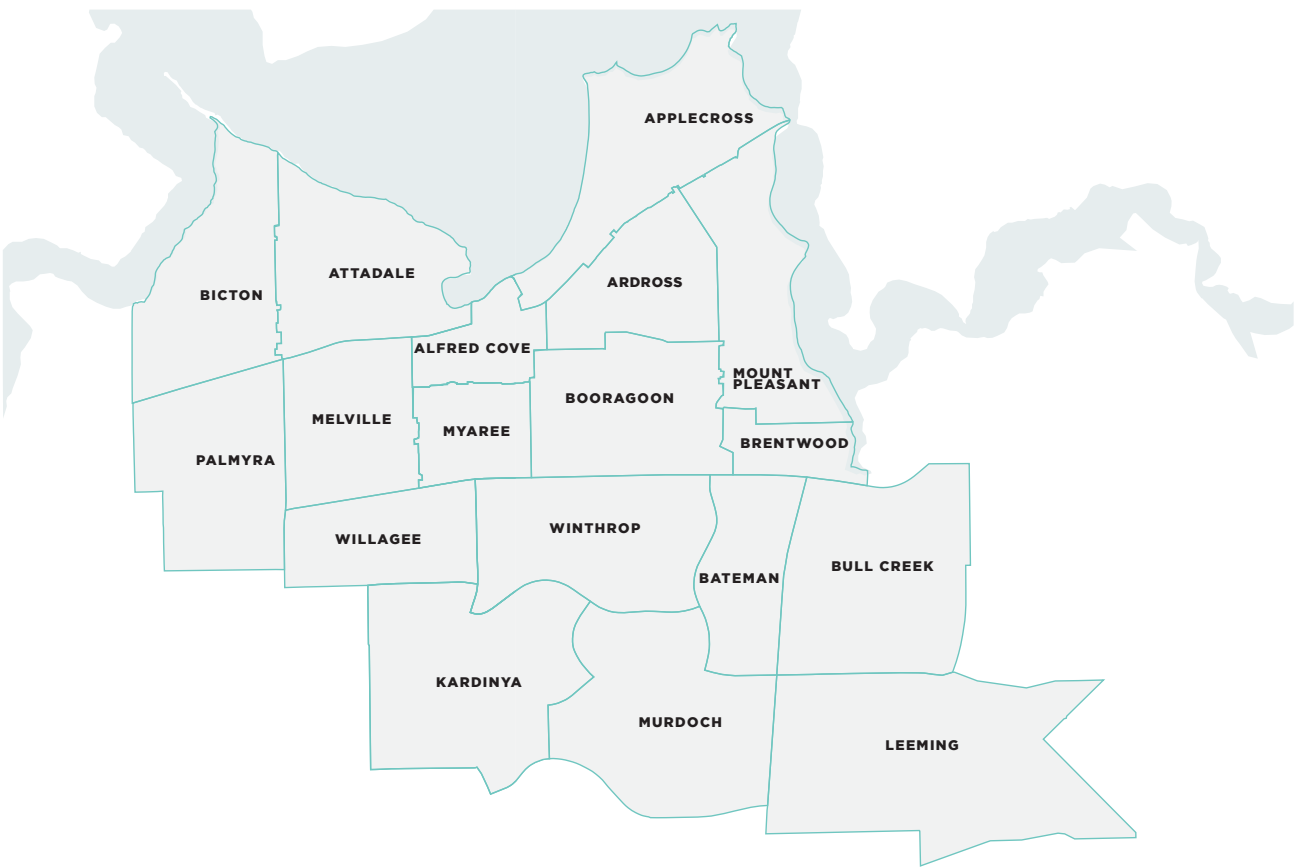 APPLECROSS
ATTADALE
ARDROSS
BICTON
ALFRED COVE
MOUNT
PLEASANT
BOORAGOON
MELVILLE
MYAREE
BRENTWOOD
PALMYRA
WINTHROP
WILLAGEE
BULL CREEK
BATEMAN
KARDINYA
MURDOCH
LEEMING